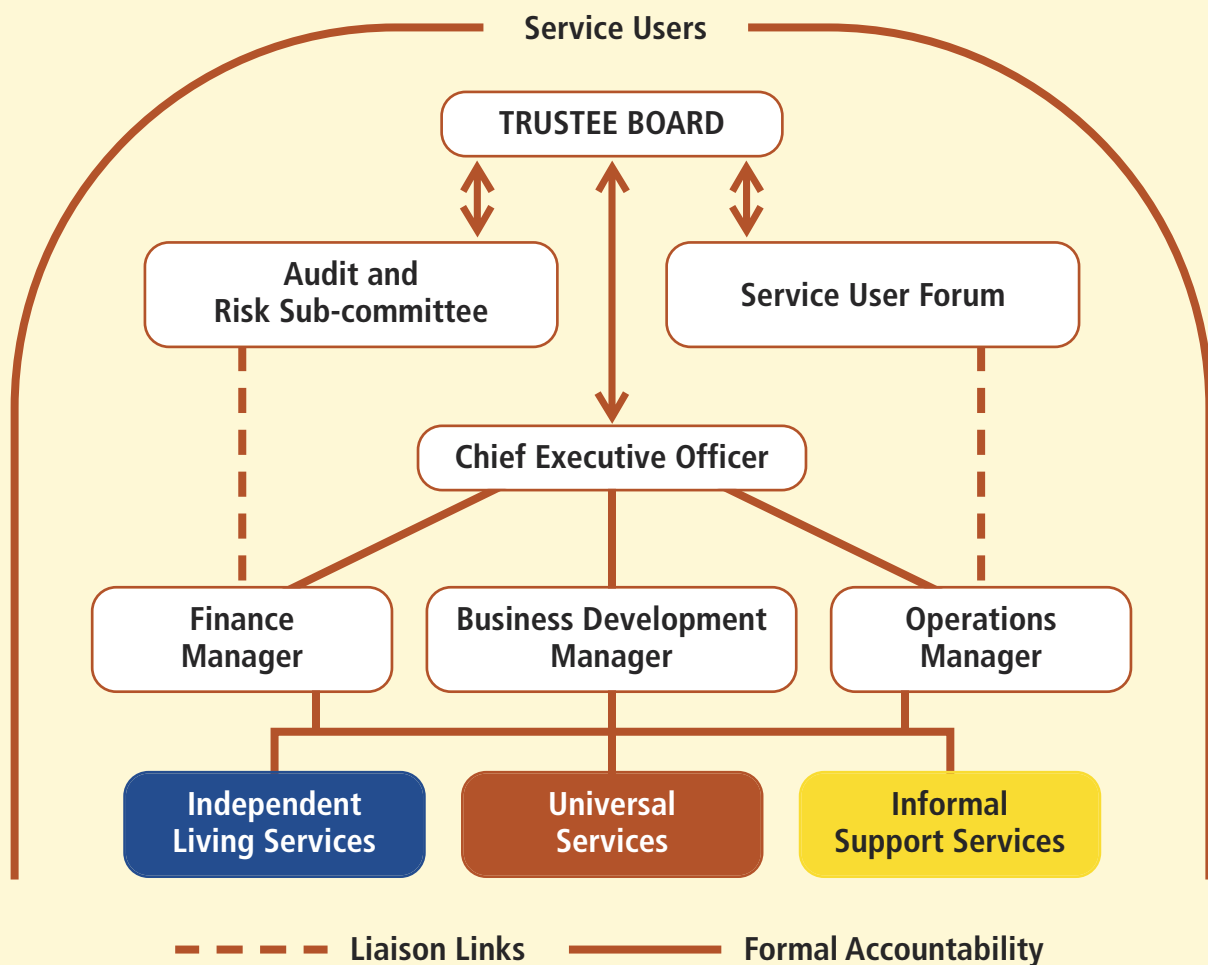 Service Users
TRUSTEE BOARD
Audit and
Risk Sub-committee
Service User Forum
Chief Executive Officer
Finance
Manager
Business Development
Manager
Operations
Manager
Independent
Living Services
Universal
Services
Informal
Support Services
Liaison Links
Formal Accountability